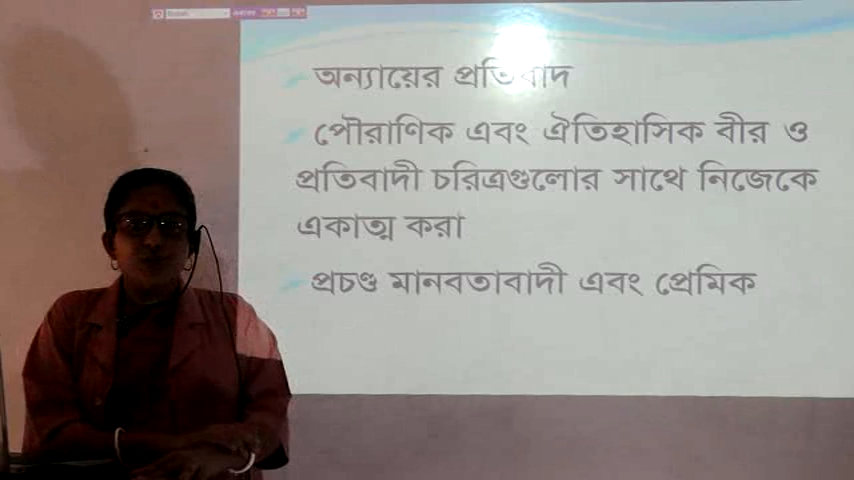 অন্যায়ের প্রতিবাদ
পৌরাণিক এবং ঐতিহাসিক বীর ও
প্রতিবাদী চরিত্রগুলোর সাথে নিজেকে
একাত্ম করা
প্রচণ্ড মানবতাবাদী এবং প্রেমিক